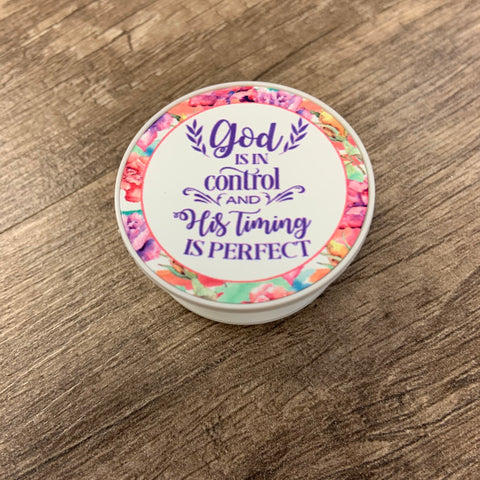 God
IS IN
control
AND
His timing
IS PERFECT